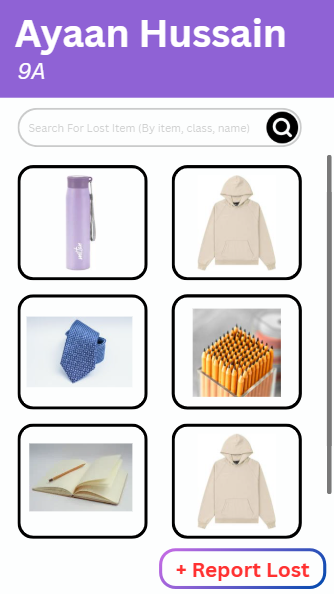 Ayaan Hussain
9A
Search For Lost Item (By item, class, name)
+ Report Lost